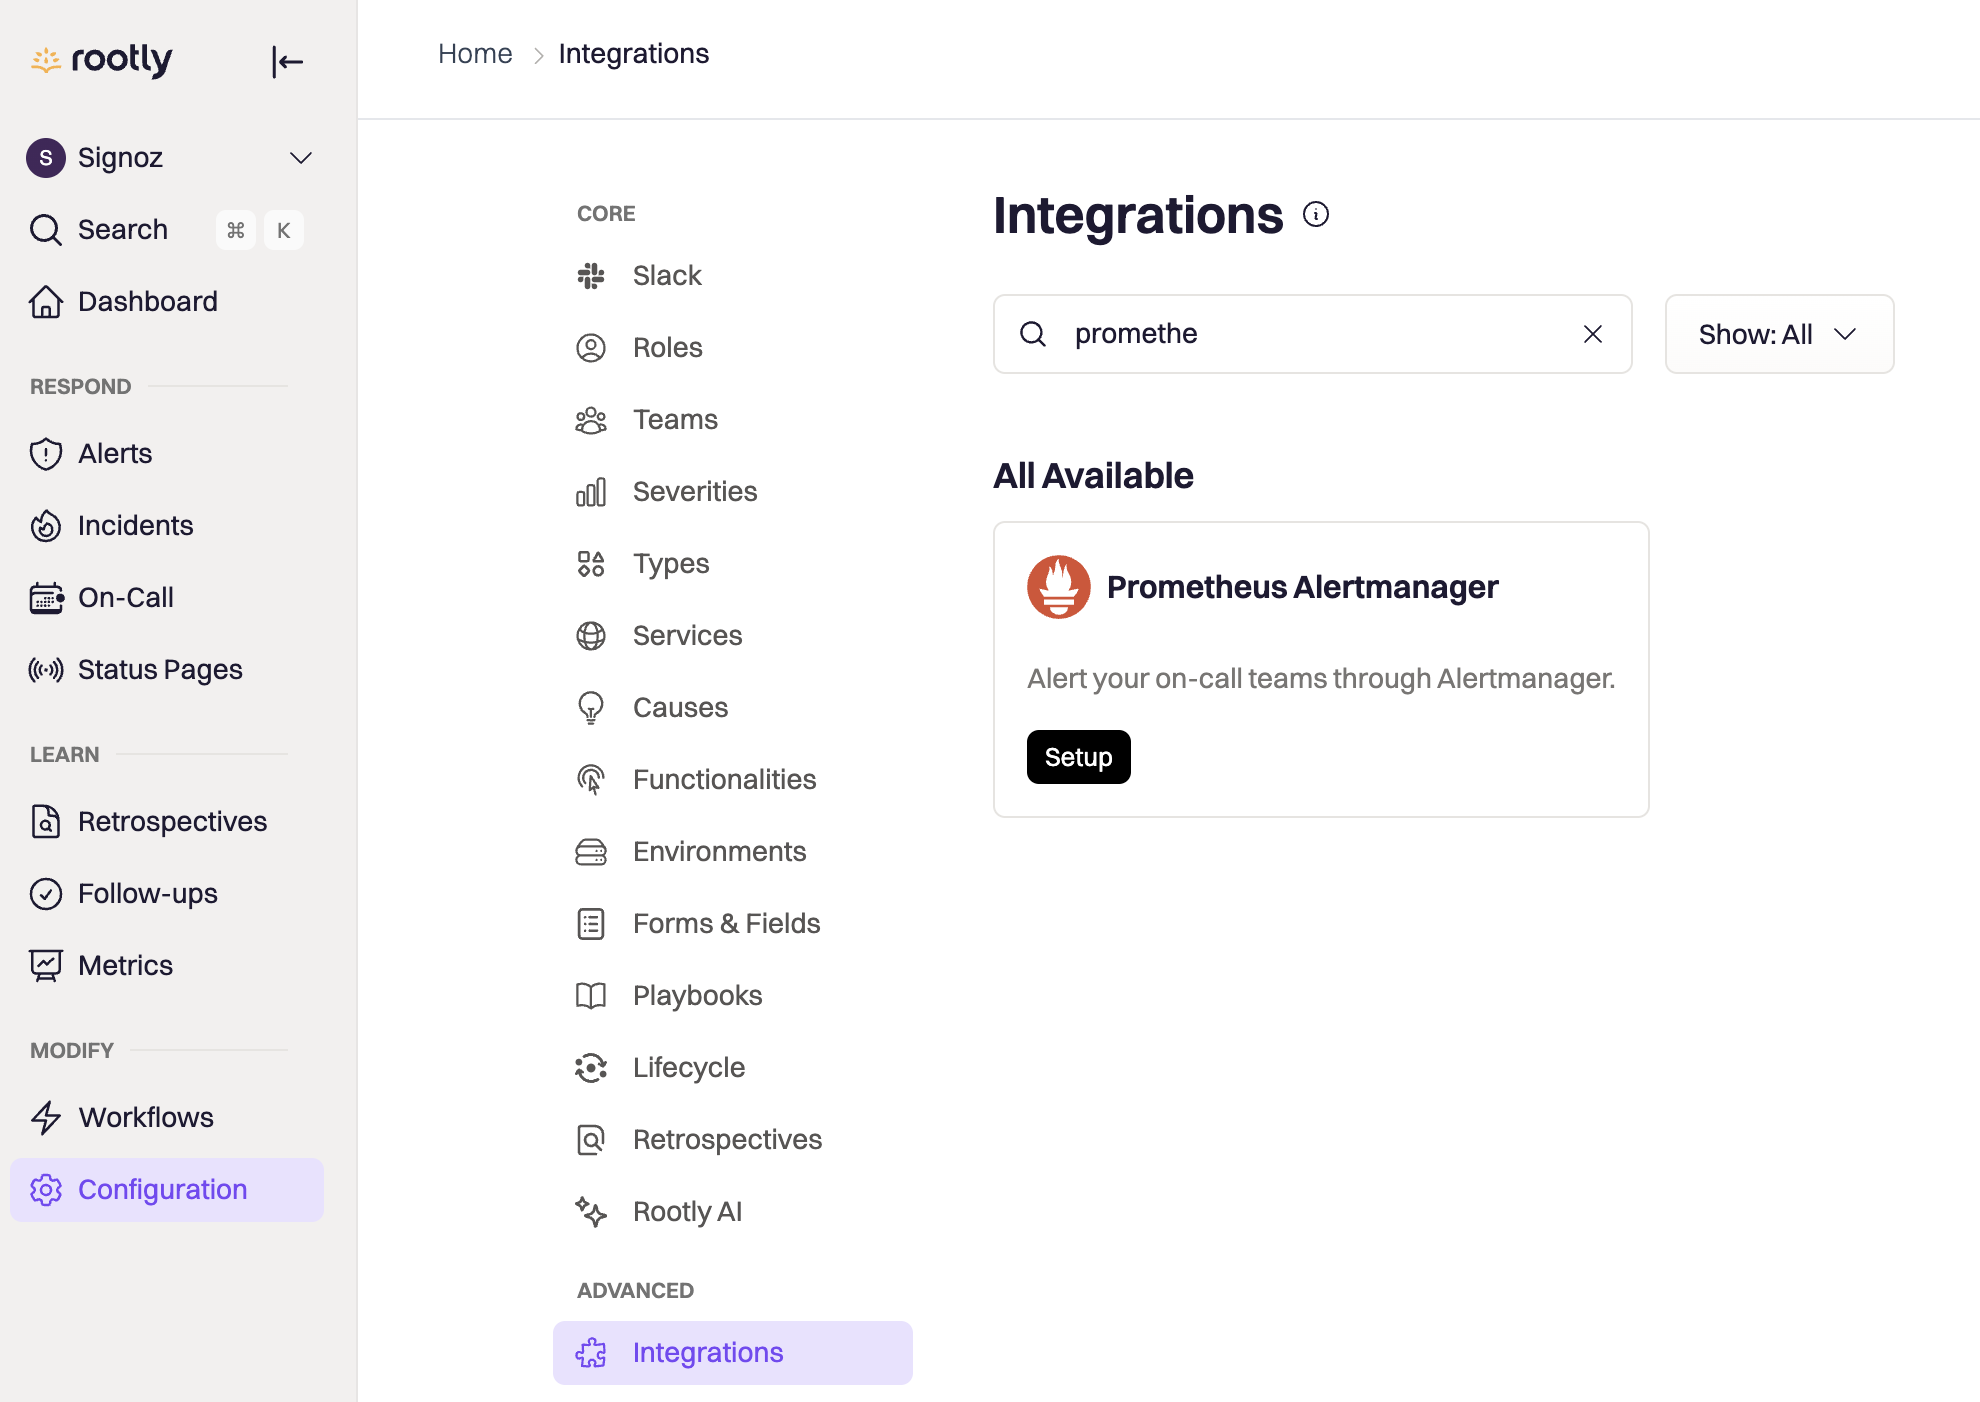 rootly
S Signoz
Search ⌘ K
Dashboard
RESPOND
Alerts
Incidents
On-Call
Status Pages
LEARN
Retrospectives
Follow-ups
Metrics
MODIFY
Workflows
Configuration
Home > Integrations
CORE
Slack
Roles
Teams
Severities
Types
Services
Causes
Functionalities
Environments
Forms & Fields
Playbooks
Lifecycle
Retrospectives
Rootly AI
ADVANCED
Integrations
Integrations
promethe
Show: All
All Available
Prometheus Alertmanager
Alert your on-call teams through Alertmanager.
Setup